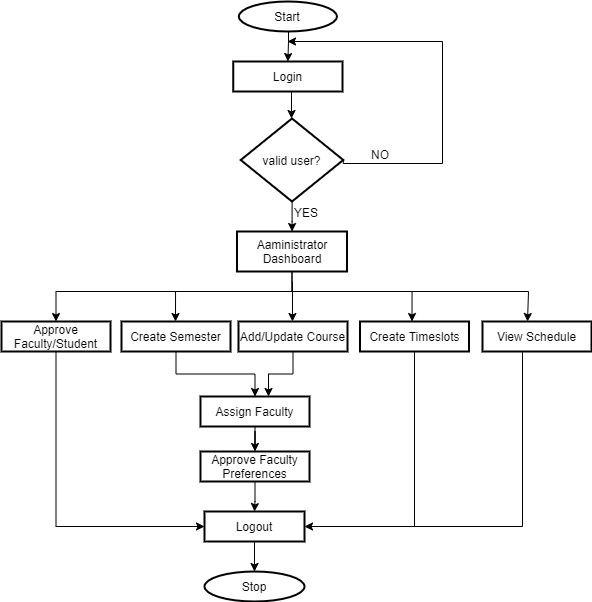 Start
Login
valid user?
NO
YES
Aaministrator
Dashboard
Approve
Faculty/Student
Create Semester
Add/Update Course
Create Timeslots
View Schedule
Assign Faculty
Approve Faculty
Preferences
Logout
Stop